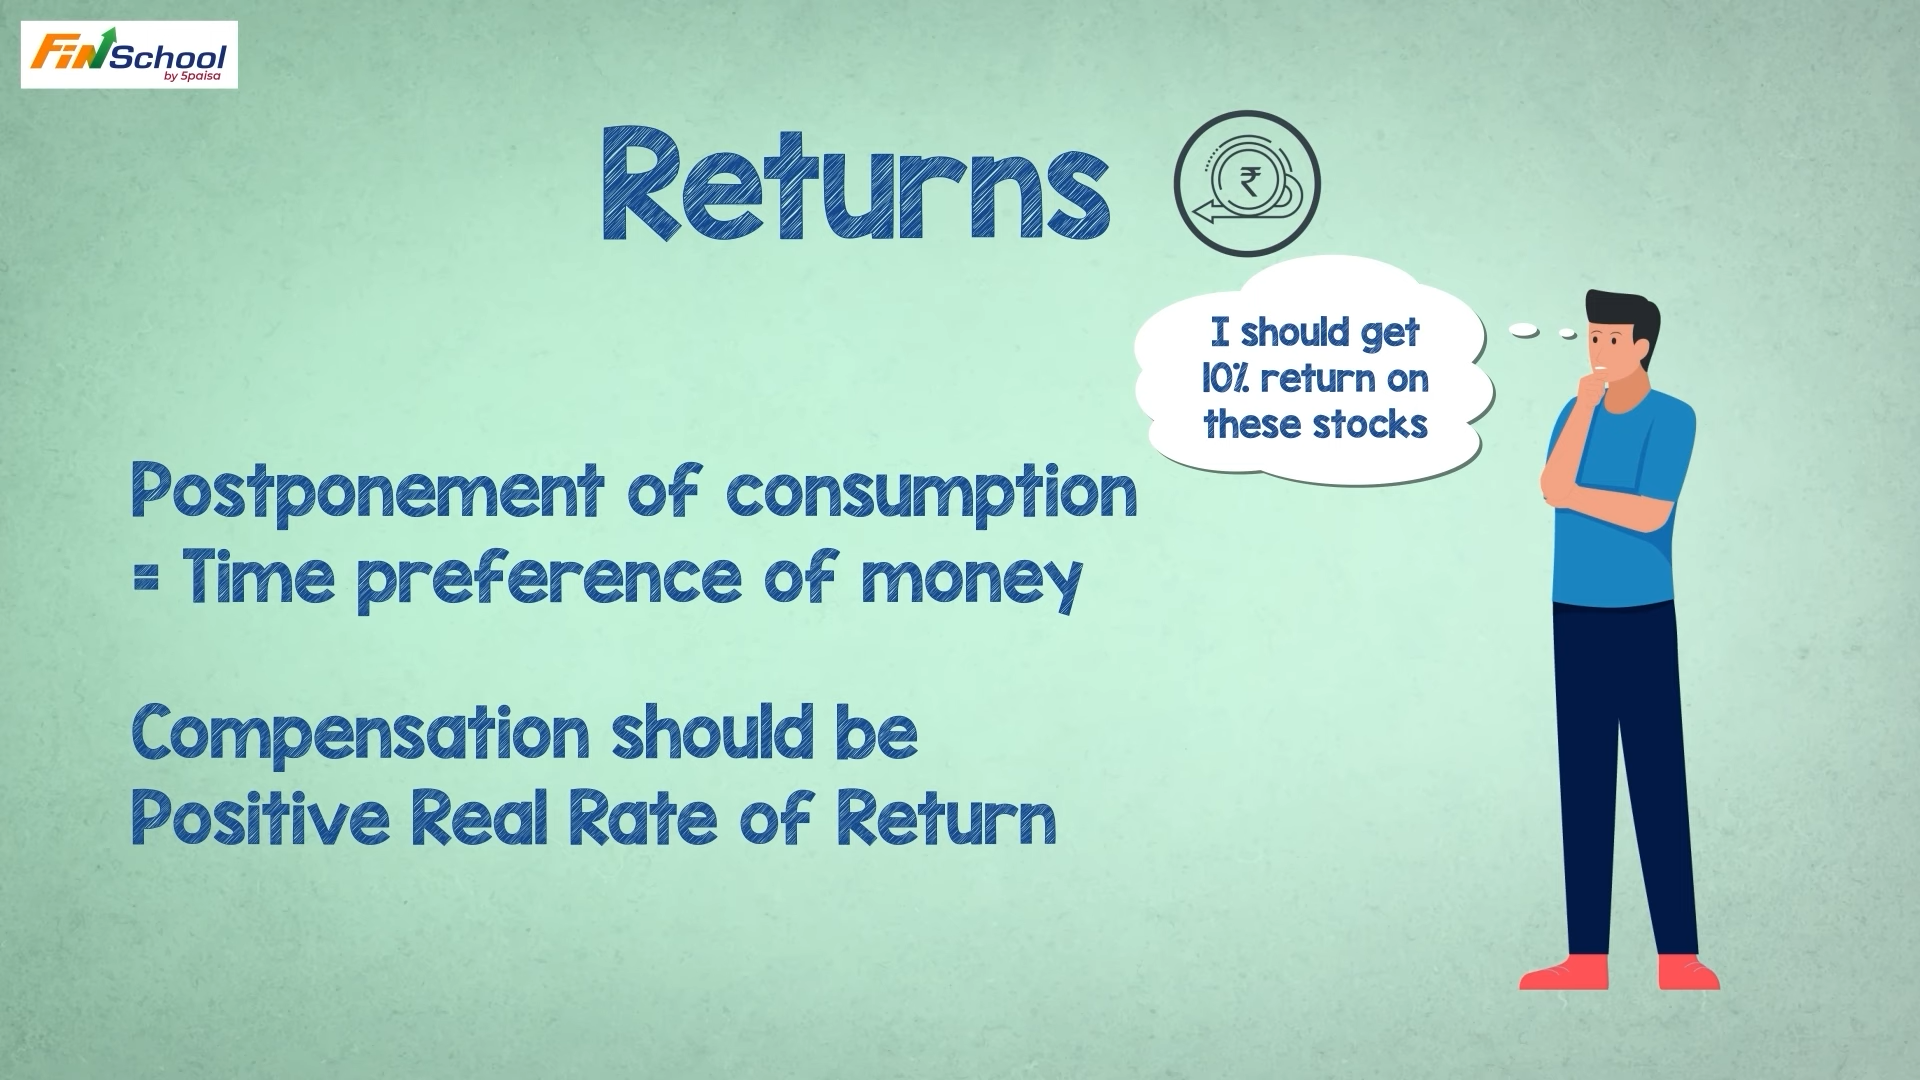 FinSchool
by 5paisa
Returns
₹
I should get
10% return on
these stocks
Postponement of consumption
= Time preference of money
Compensation should be
Positive Real Rate of Return